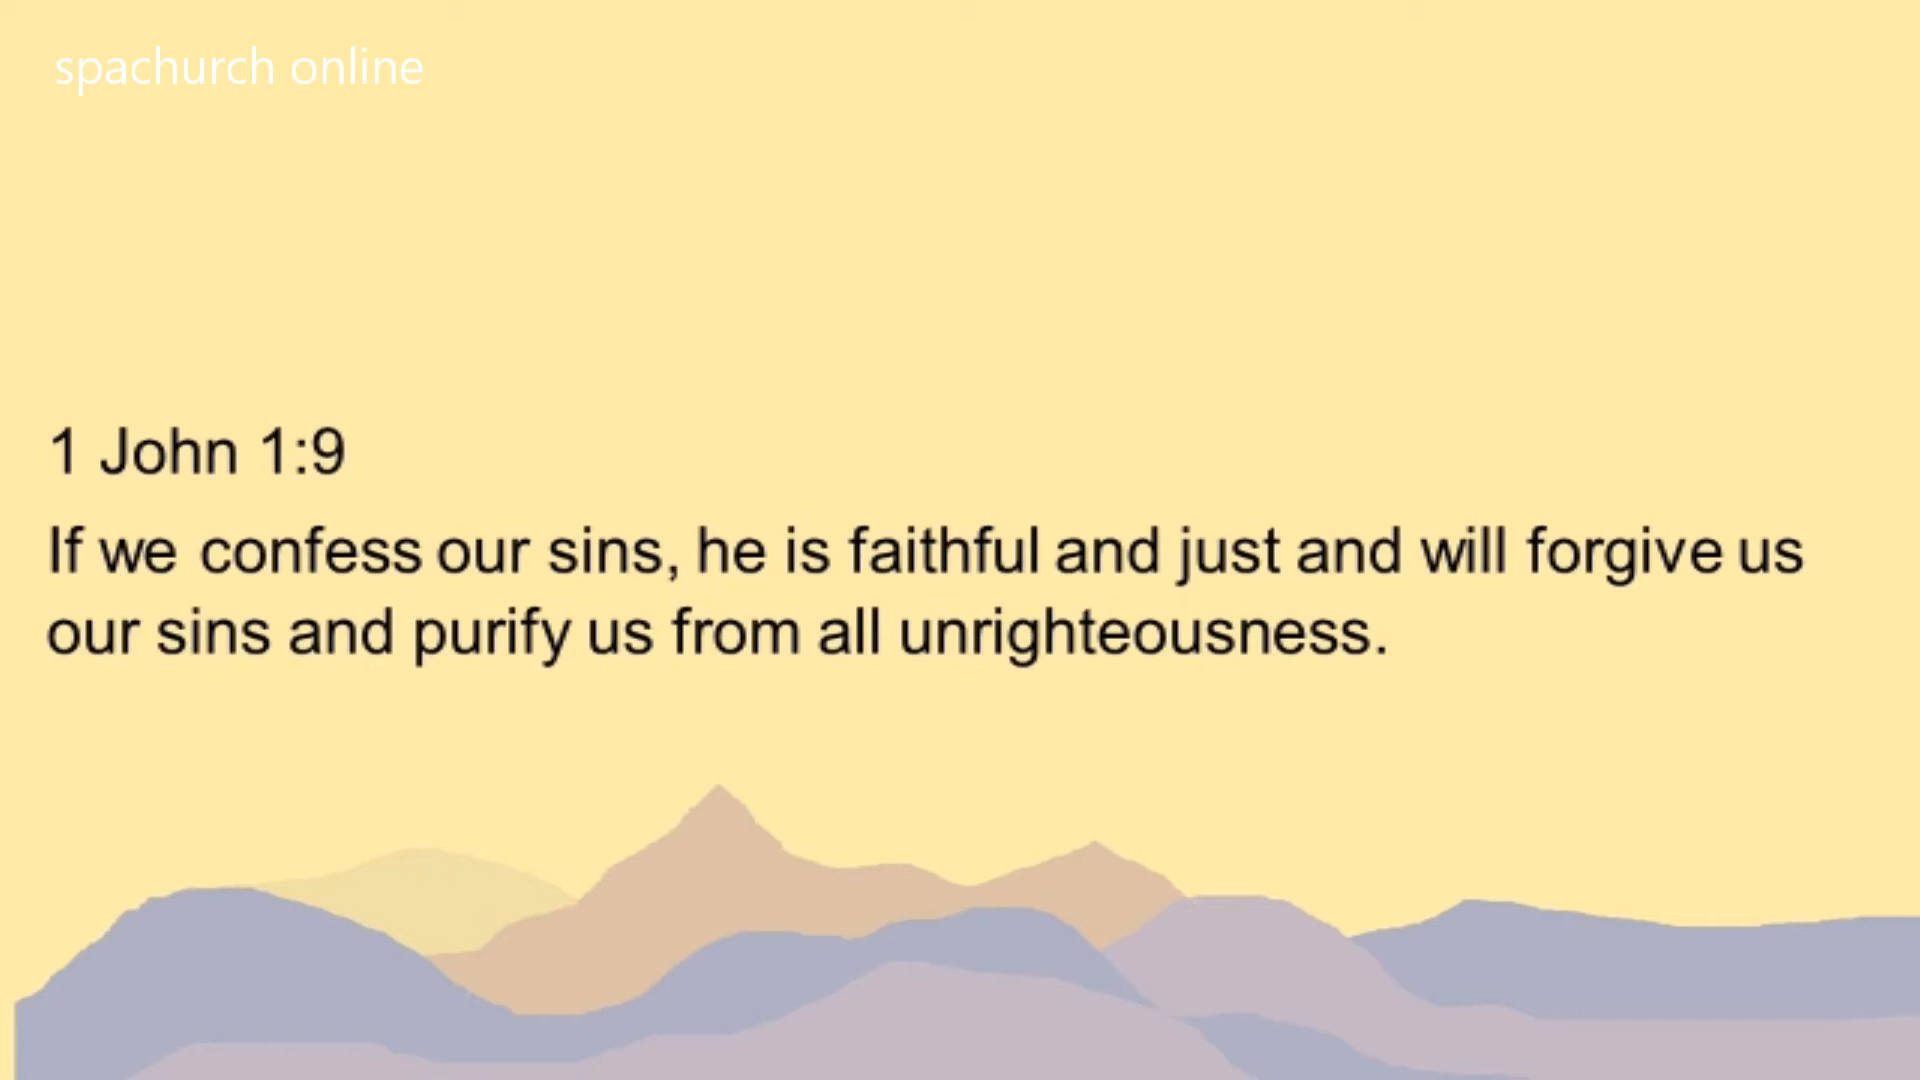 spachurch online
1 John 1:9
If we confess our sins, he is faithful and just and will forgive us
our sins and purify us from all unrighteousness.